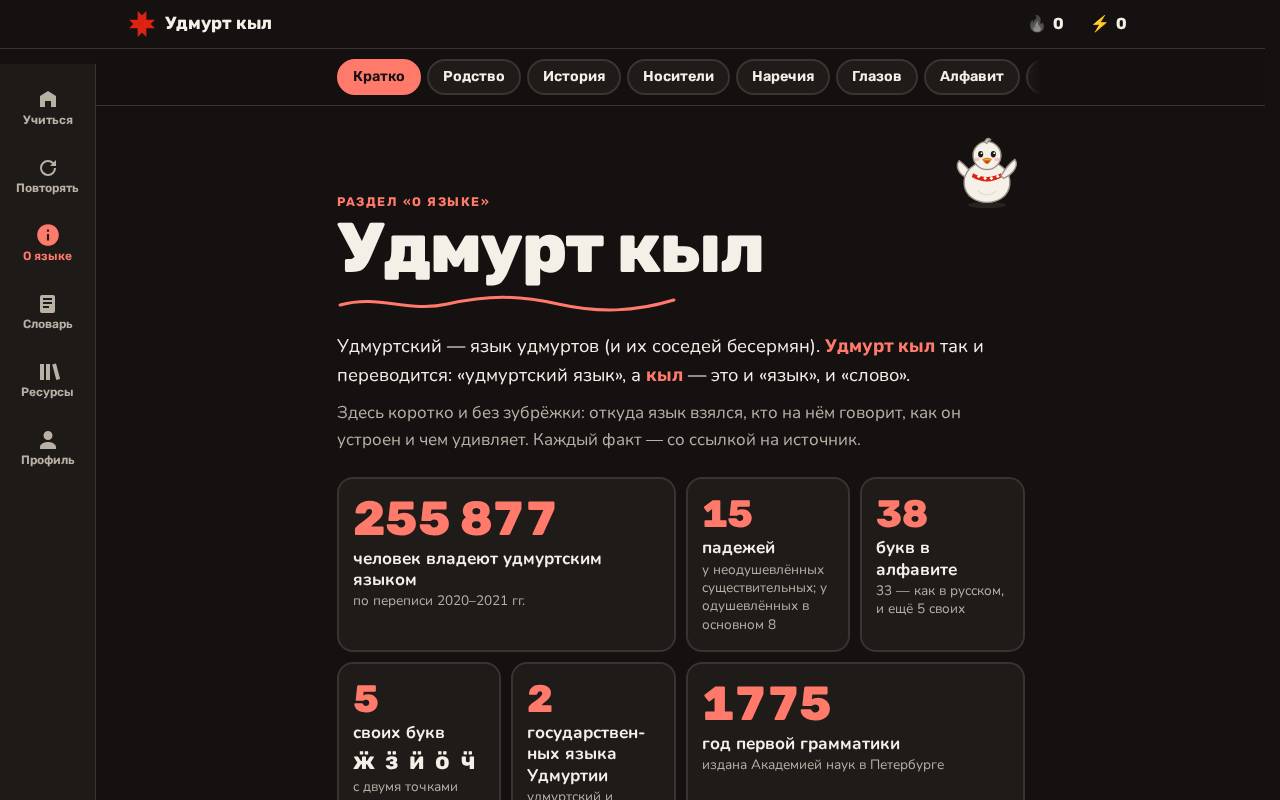 Удмурт кыл
0
0
Кратко
Родство
История
Носители
Наречия
Глазов
Алфавит
Учиться
Повторять
О языке
Словарь
Ресурсы
Профиль
РАЗДЕЛ «О ЯЗЫКЕ»
Удмурт кыл
Удмуртский — язык удмуртов (и их соседей бесермян). Удмурт кыл так и
переводится: «удмуртский язык», а кыл — это и «язык», и «слово».
Здесь коротко и без зубрёжки: откуда язык взялся, кто на нём говорит, как он
устроен и чем удивляет. Каждый факт — со ссылкой на источник.
255 877
человек владеют удмуртским
языком
по переписи 2020–2021 гг.
15
падежей
у неодушевлённых
существительных; у
одушевлённых в
основном 8
38
букв в
алфавите
33 — как в русском,
и ещё 5 своих
5
своих букв
ӝ ӟ ӥ ӧ ӵ
с двумя точками
2
государствен-
ных языка
Удмуртии
удмуртский и
1775
год первой грамматики
издана Академией наук в Петербурге